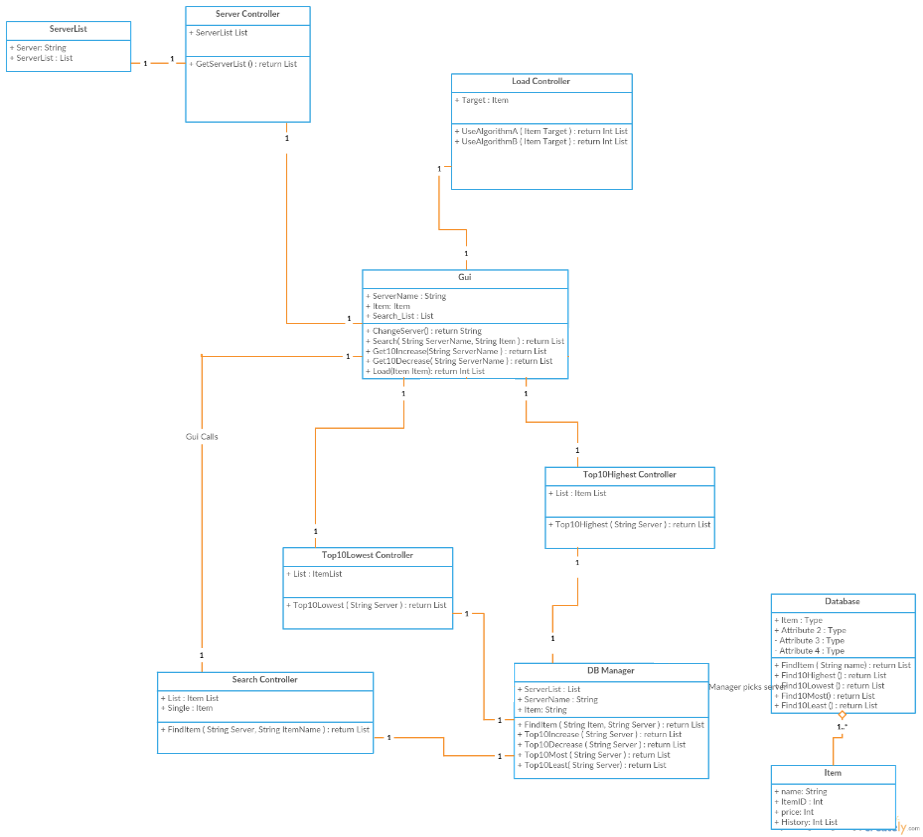 ServerList
+ Server: String
+ ServerList : List
1
1
Server Controller
+ ServerList List
+ GetServerList () : return List
1
Load Controller
+ Target : Item
+ UseAlgorithmA ( Item Target ) : return Int List
+ UseAlgorithmB ( Item Target ) : return Int List
1
1
Gui
+ ServerName : String
+ Item: Item
+ Search_List : List
+ ChangeServer() : return String
+ Search( String ServerName, String Item ) : return List
+ Get10Increase(String ServerName ) : return List
+ Get10Decrease( String ServerName ) : return List
+ Load(Item Item): return Int List
1
1
1
1
Gui Calls
1
Top10Highest Controller
+ List : Item List
+ Top10Highest ( String Server ) : return List
1
1
Top10Lowest Controller
+ List : ItemList
+ Top10Lowest ( String Server ) : return List
1
1
1
Search Controller
+ List : Item List
+ Single : Item
+ FindItem ( String Server, String ItemName ) : return List
1
1
1
DB Manager
+ ServerList : List
+ ServerName : String
+ Item: String
+ FindItem ( String Item, String Server ) : return List
+ Top10Increase ( String Server ) : return List
+ Top10Decrease ( String Server ) : return List
+ Top10Most ( String Server ) : return List
+ Top10Least( String Server) : return List
Manager picks server
Database
+ Item : Type
+ Attribute 2 : Type
- Attribute 3 : Type
- Attribute 4 : Type
+ FindItem ( String name) : return List
+ Find10Highest () : return List
+ Find10Lowest () : return List
+ Find10Most() : return List
+ Find10Least () : return List
1..*
Item
+ name: String
+ ItemID : Int
+ price: Int
+ History: Int List